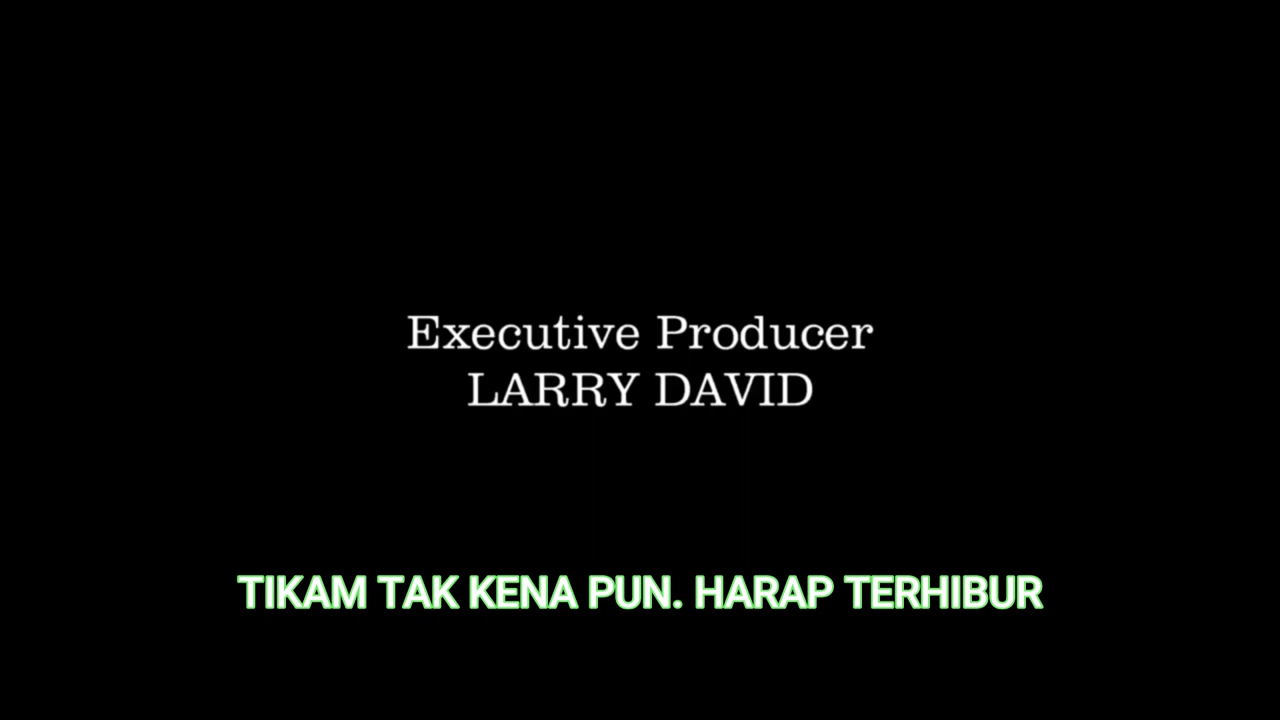 Executive Producer
LARRY DAVID
TIKAM TAK KENA PUN. HARAP TERHIBUR